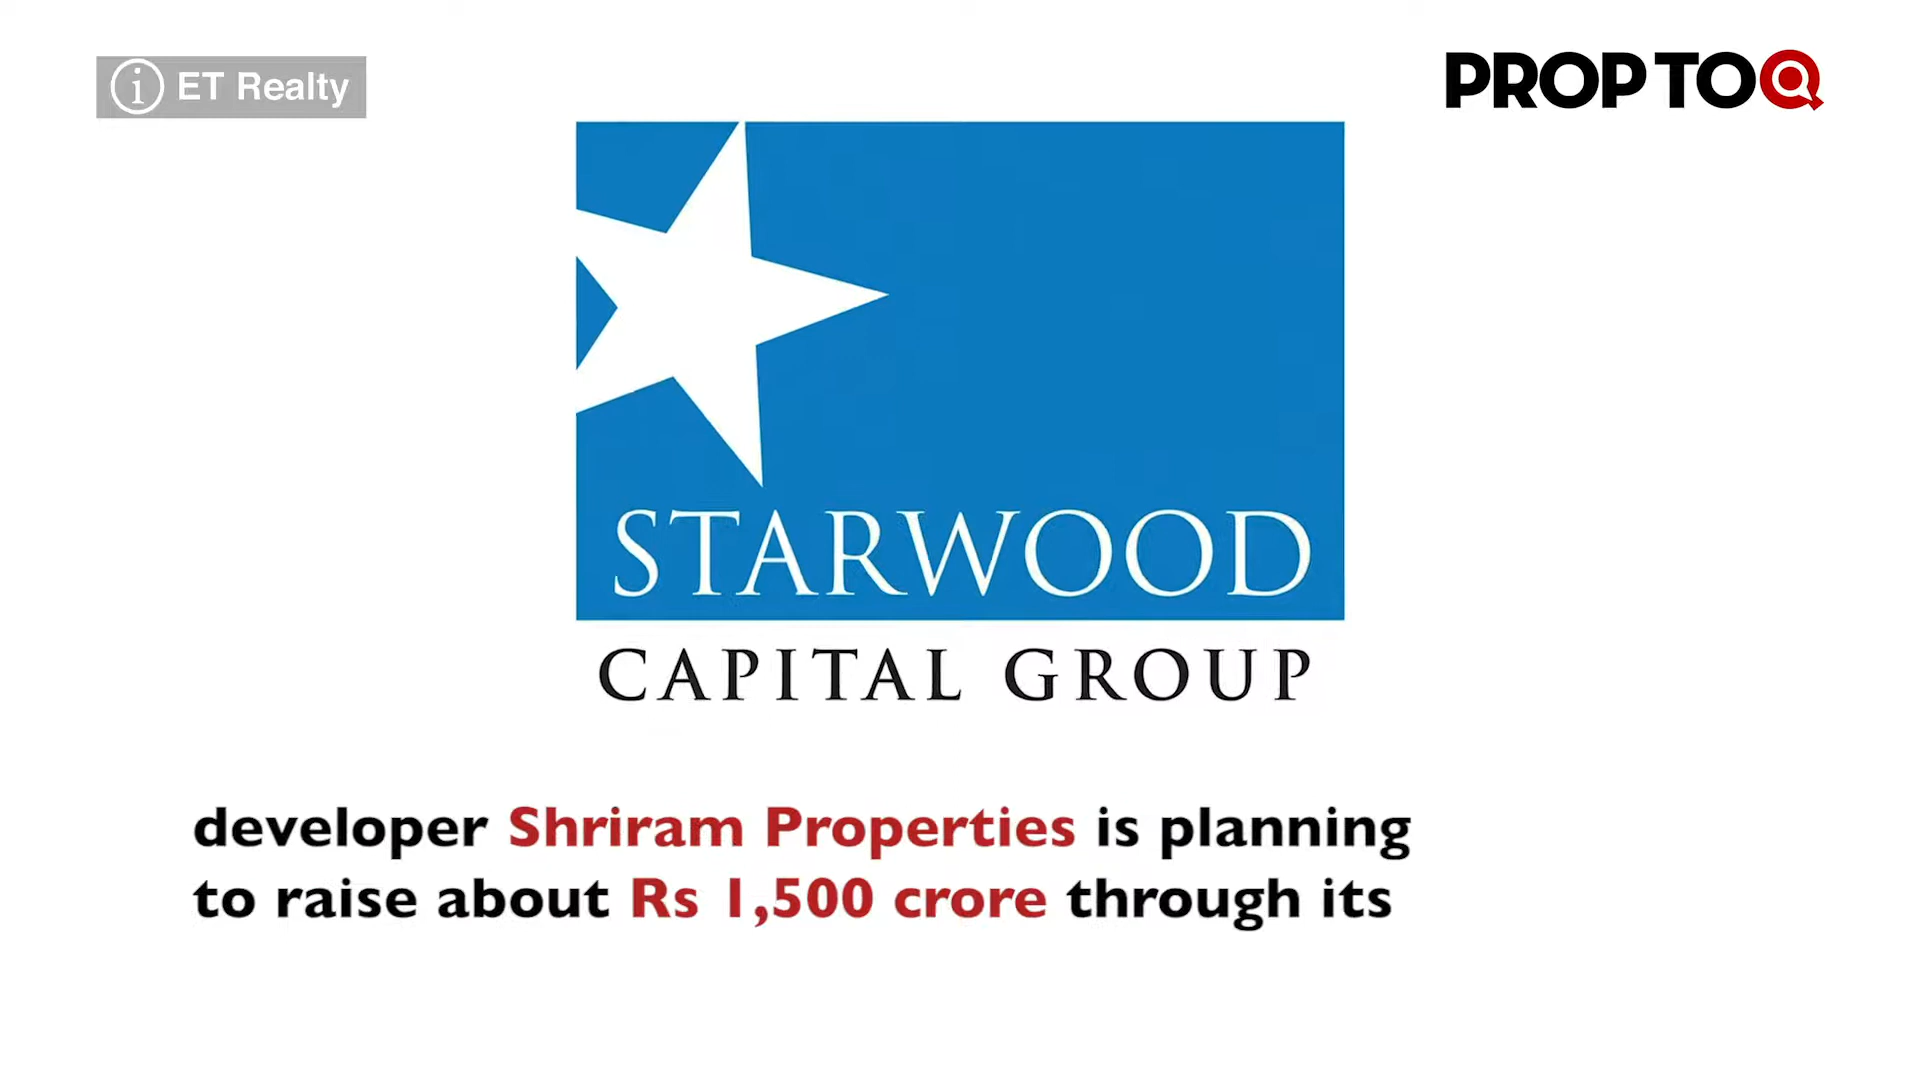 ET Realty
PROPTOQ
STARWOOD
CAPITAL GROUP
developer Shriram Properties is planning
to raise about Rs 1,500 crore through its